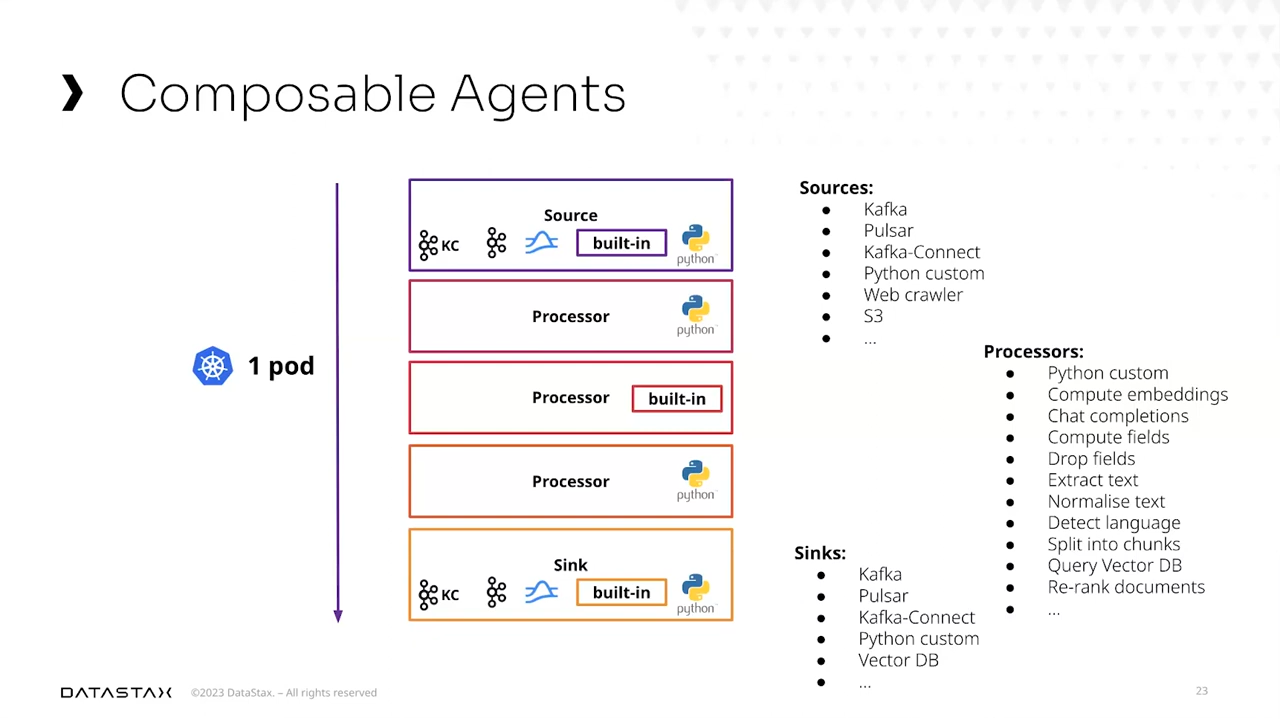 Composable Agents
1 pod
Source
KC
built-in
python
Processor
python
Processor
built-in
Processor
python
Sink
KC
built-in
python
Sources:
● Kafka
● Pulsar
● Kafka-Connect
● Python custom
● Web crawler
● S3
● ...
Processors:
● Python custom
● Compute embeddings
● Chat completions
● Compute fields
● Drop fields
● Extract text
● Normalise text
● Detect language
● Split into chunks
● Query Vector DB
● Re-rank documents
● ...
Sinks:
● Kafka
● Pulsar
● Kafka-Connect
● Python custom
● Vector DB
● ...
DATASTAX
©2023 DataStax. – All rights reserved
23